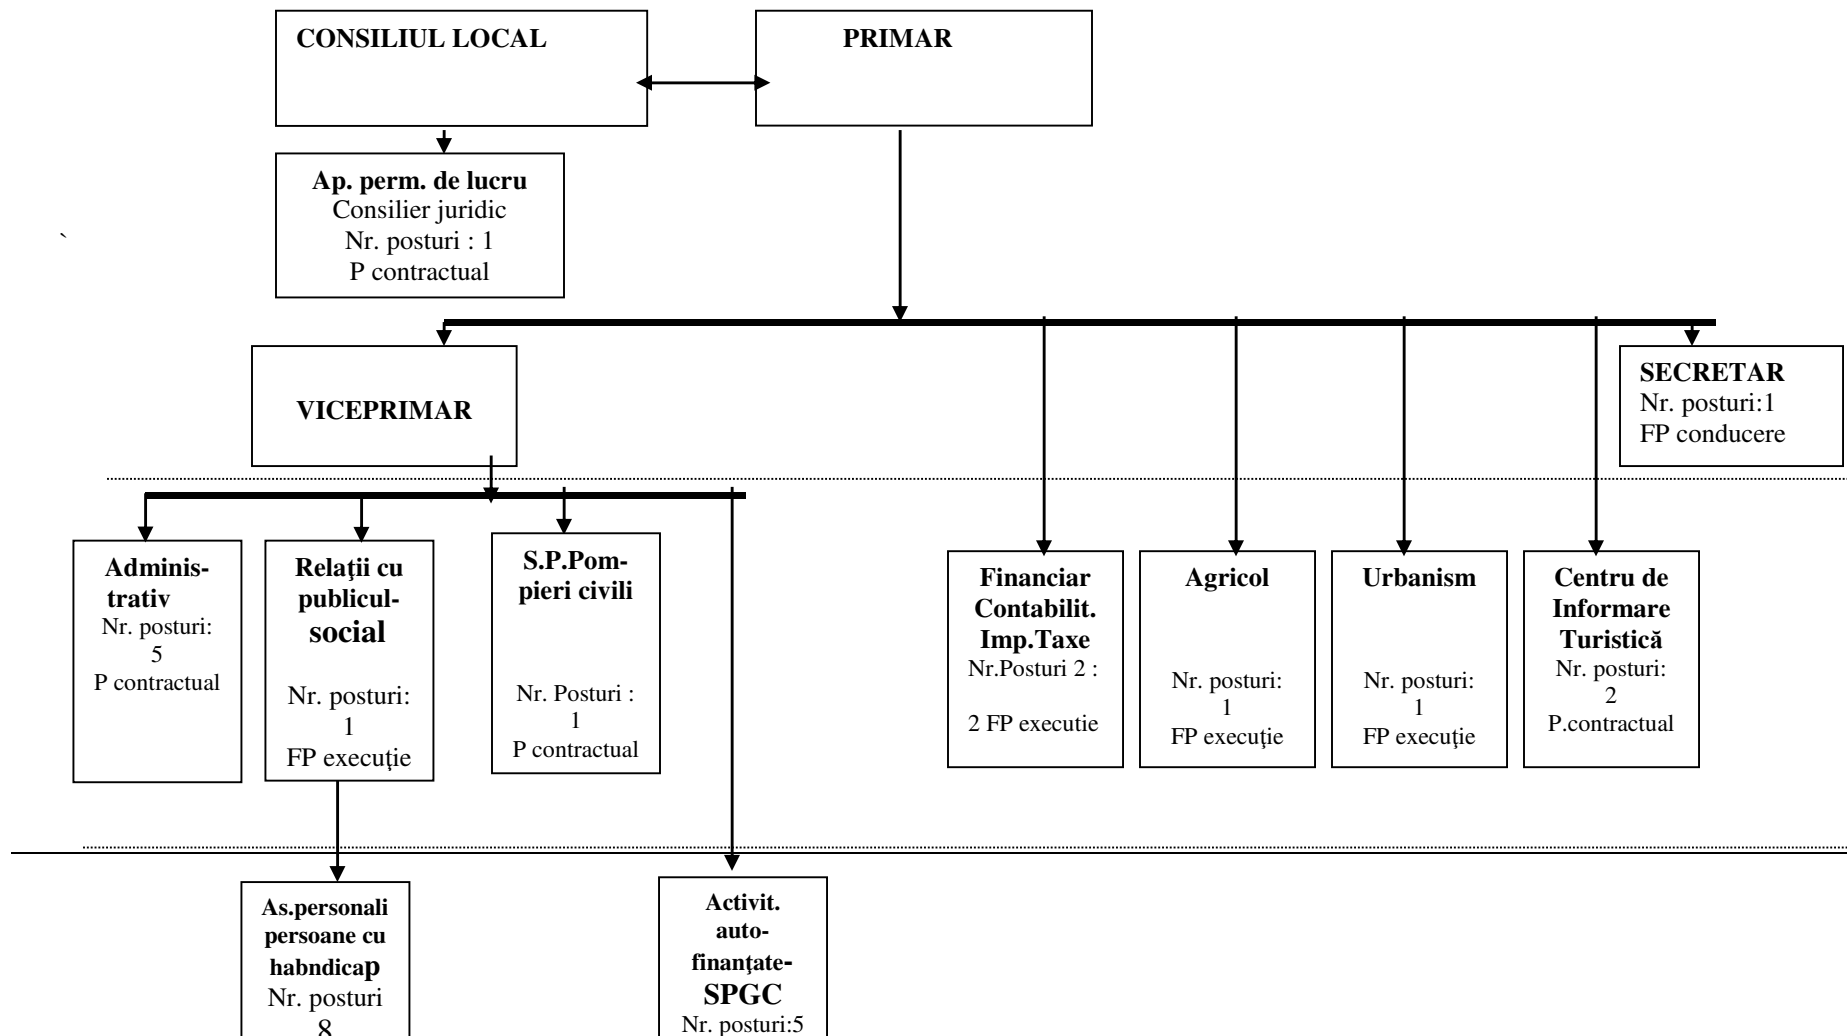 CONSILIUL LOCAL
PRIMAR
Ap. perm. de lucru
Consilier juridic
Nr. posturi : 1
P contractual
`
VICEPRIMAR
SECRETAR
Nr. posturi:1
FP conducere
Adminis-
trativ
Nr. posturi:
5
P contractual
Relaţii cu
publicul-
social
Nr. posturi:
1
FP execuţie
S.P.Pom-
pieri civili
Nr. Posturi :
1
P contractual
Financiar
Contabilit.
Imp.Taxe
Nr.Posturi 2 :
2 FP executie
Agricol
Nr. posturi:
1
FP execuţie
Urbanism
Nr. posturi:
1
FP execuţie
Centru de
Informare
Turistică
Nr. posturi:
2
P.contractual
As.personali
persoane cu
habndicap
Nr. posturi
8
Activit.
auto-
finanţate-
SPGC
Nr. posturi:5